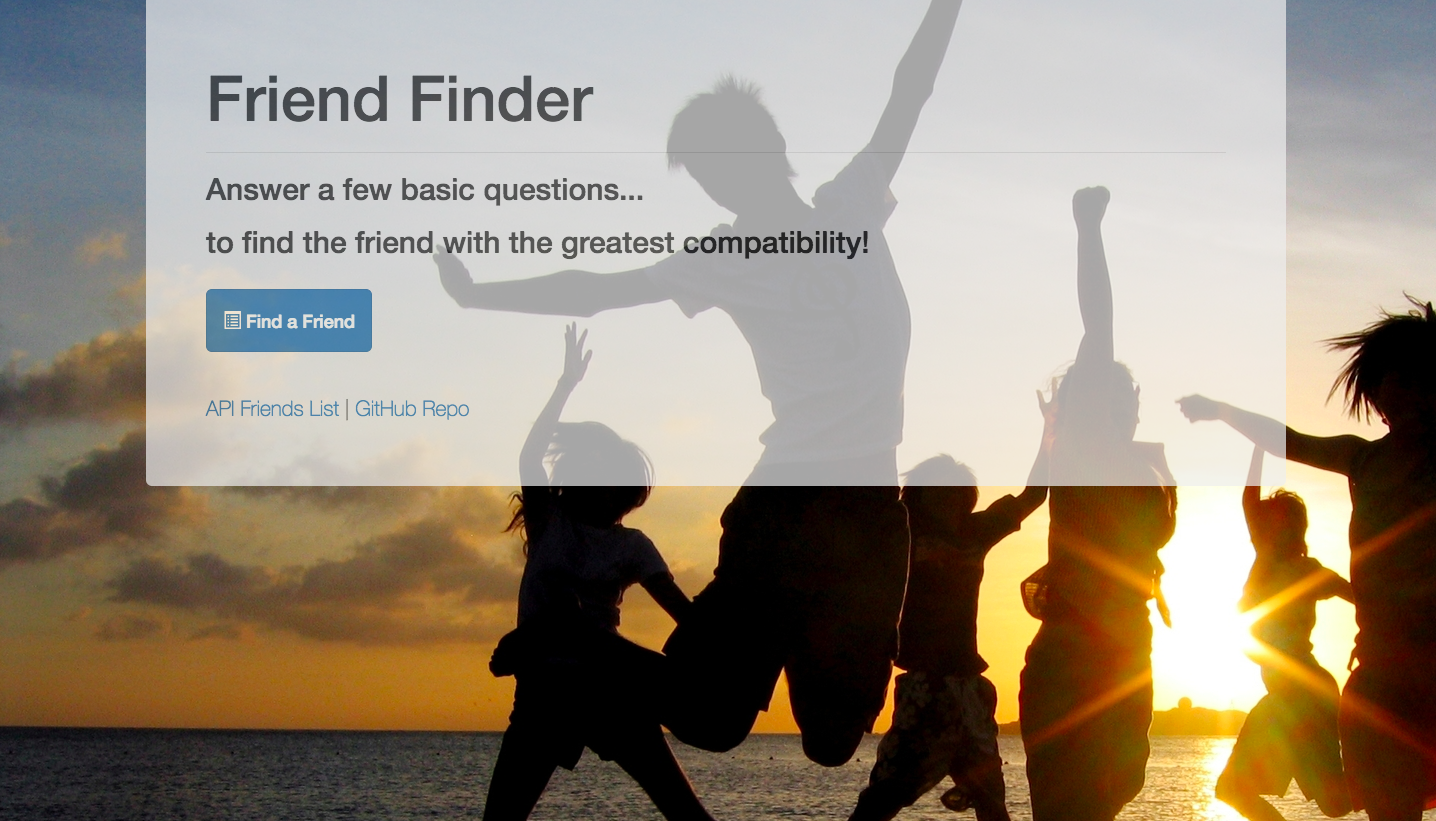 Friend Finder
Answer a few basic questions...
to find the friend with the greatest compatibility!
Find a Friend
API Friends List | GitHub Repo